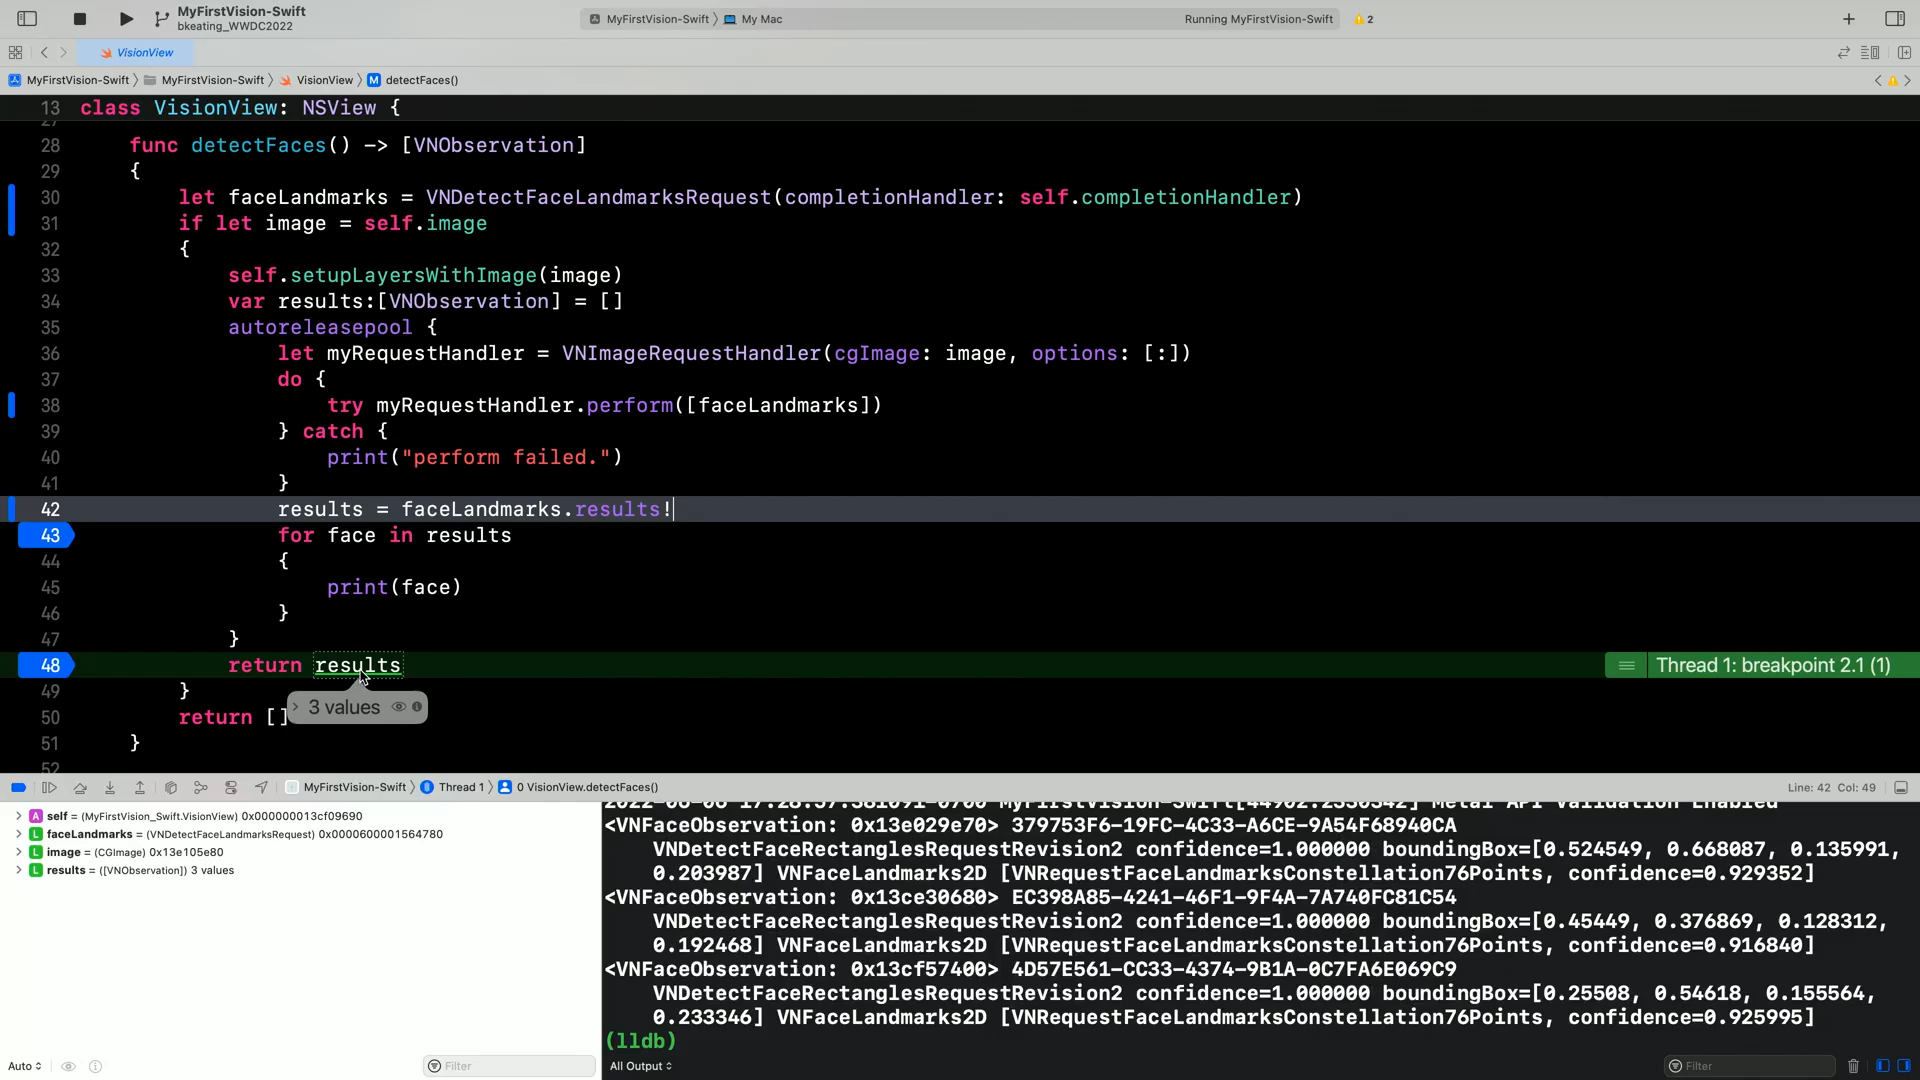 MyFirstVision-Swift
bkeating_WWDC2022
MyFirstVision-Swift 〉 My Mac
Running MyFirstVision-Swift
2
VisionView
MyFirstVision-Swift 〉 MyFirstVision-Swift 〉 VisionView 〉 M detectFaces()
13 class VisionView: NSView {
27
28 func detectFaces() -> [VNObservation]
29 {
30 let faceLandmarks = VNDetectFaceLandmarksRequest(completionHandler: self.completionHandler)
31 if let image = self.image
32 {
33 self.setupLayersWithImage(image)
34 var results:[VNObservation] = []
35 autoreleasepool {
36 let myRequestHandler = VNImageRequestHandler(cgImage: image, options: [:])
37 do {
38 try myRequestHandler.perform([faceLandmarks])
39 } catch {
40 print("perform failed.")
41 }
42 results = faceLandmarks.results!
43 for face in results
44 {
45 print(face)
46 }
47 }
48 return results
Thread 1: breakpoint 2.1 (1)
49 }
3 values
50 return []
51 }
52
MyFirstVision-Swift 〉 Thread 1 〉 0 VisionView.detectFaces()
Line: 42 Col: 49
A self = (MyFirstVision_Swift.VisionView) 0x000000013cf09690
L faceLandmarks = (VNDetectFaceLandmarksRequest) 0x0000600001564780
L image = (CGImage) 0x13e105e80
L results = ([VNObservation]) 3 values
<VNFaceObservation: 0x13e029e70> 379753F6-19FC-4C33-A6CE-9A54F68940CA
VNDetectFaceRectanglesRequestRevision2 confidence=1.000000 boundingBox=[0.524549, 0.668087, 0.135991,
0.203987] VNFaceLandmarks2D [VNRequestFaceLandmarksConstellation76Points, confidence=0.929352]
<VNFaceObservation: 0x13ce30680> EC398A85-4241-46F1-9F4A-7A740FC81C54
VNDetectFaceRectanglesRequestRevision2 confidence=1.000000 boundingBox=[0.45449, 0.376869, 0.128312,
0.192468] VNFaceLandmarks2D [VNRequestFaceLandmarksConstellation76Points, confidence=0.916840]
<VNFaceObservation: 0x13cf57400> 4D57E561-CC33-4374-9B1A-0C7FA6E069C9
VNDetectFaceRectanglesRequestRevision2 confidence=1.000000 boundingBox=[0.25508, 0.54618, 0.155564,
0.233346] VNFaceLandmarks2D [VNRequestFaceLandmarksConstellation76Points, confidence=0.925995]
(lldb)
Auto
Filter
All Output
Filter